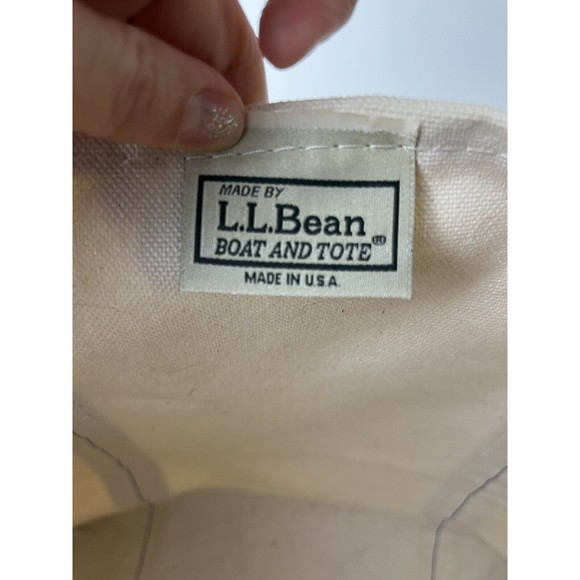 MADE BY
L.L.Bean
BOAT AND TOTE®
MADE IN U.S.A.